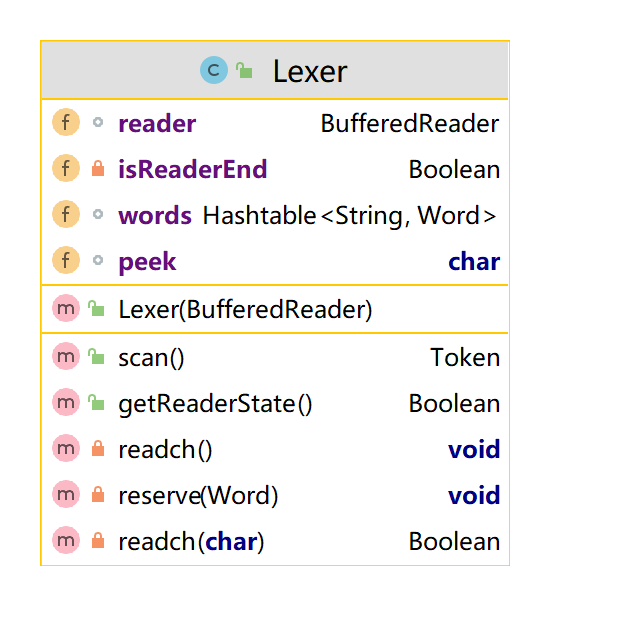 C Lexer
f reader BufferedReader
f isReaderEnd Boolean
f words Hashtable<String, Word>
f peek char
m Lexer(BufferedReader)
m scan() Token
m getReaderState() Boolean
m readch() void
m reserve(Word) void
m readch(char) Boolean